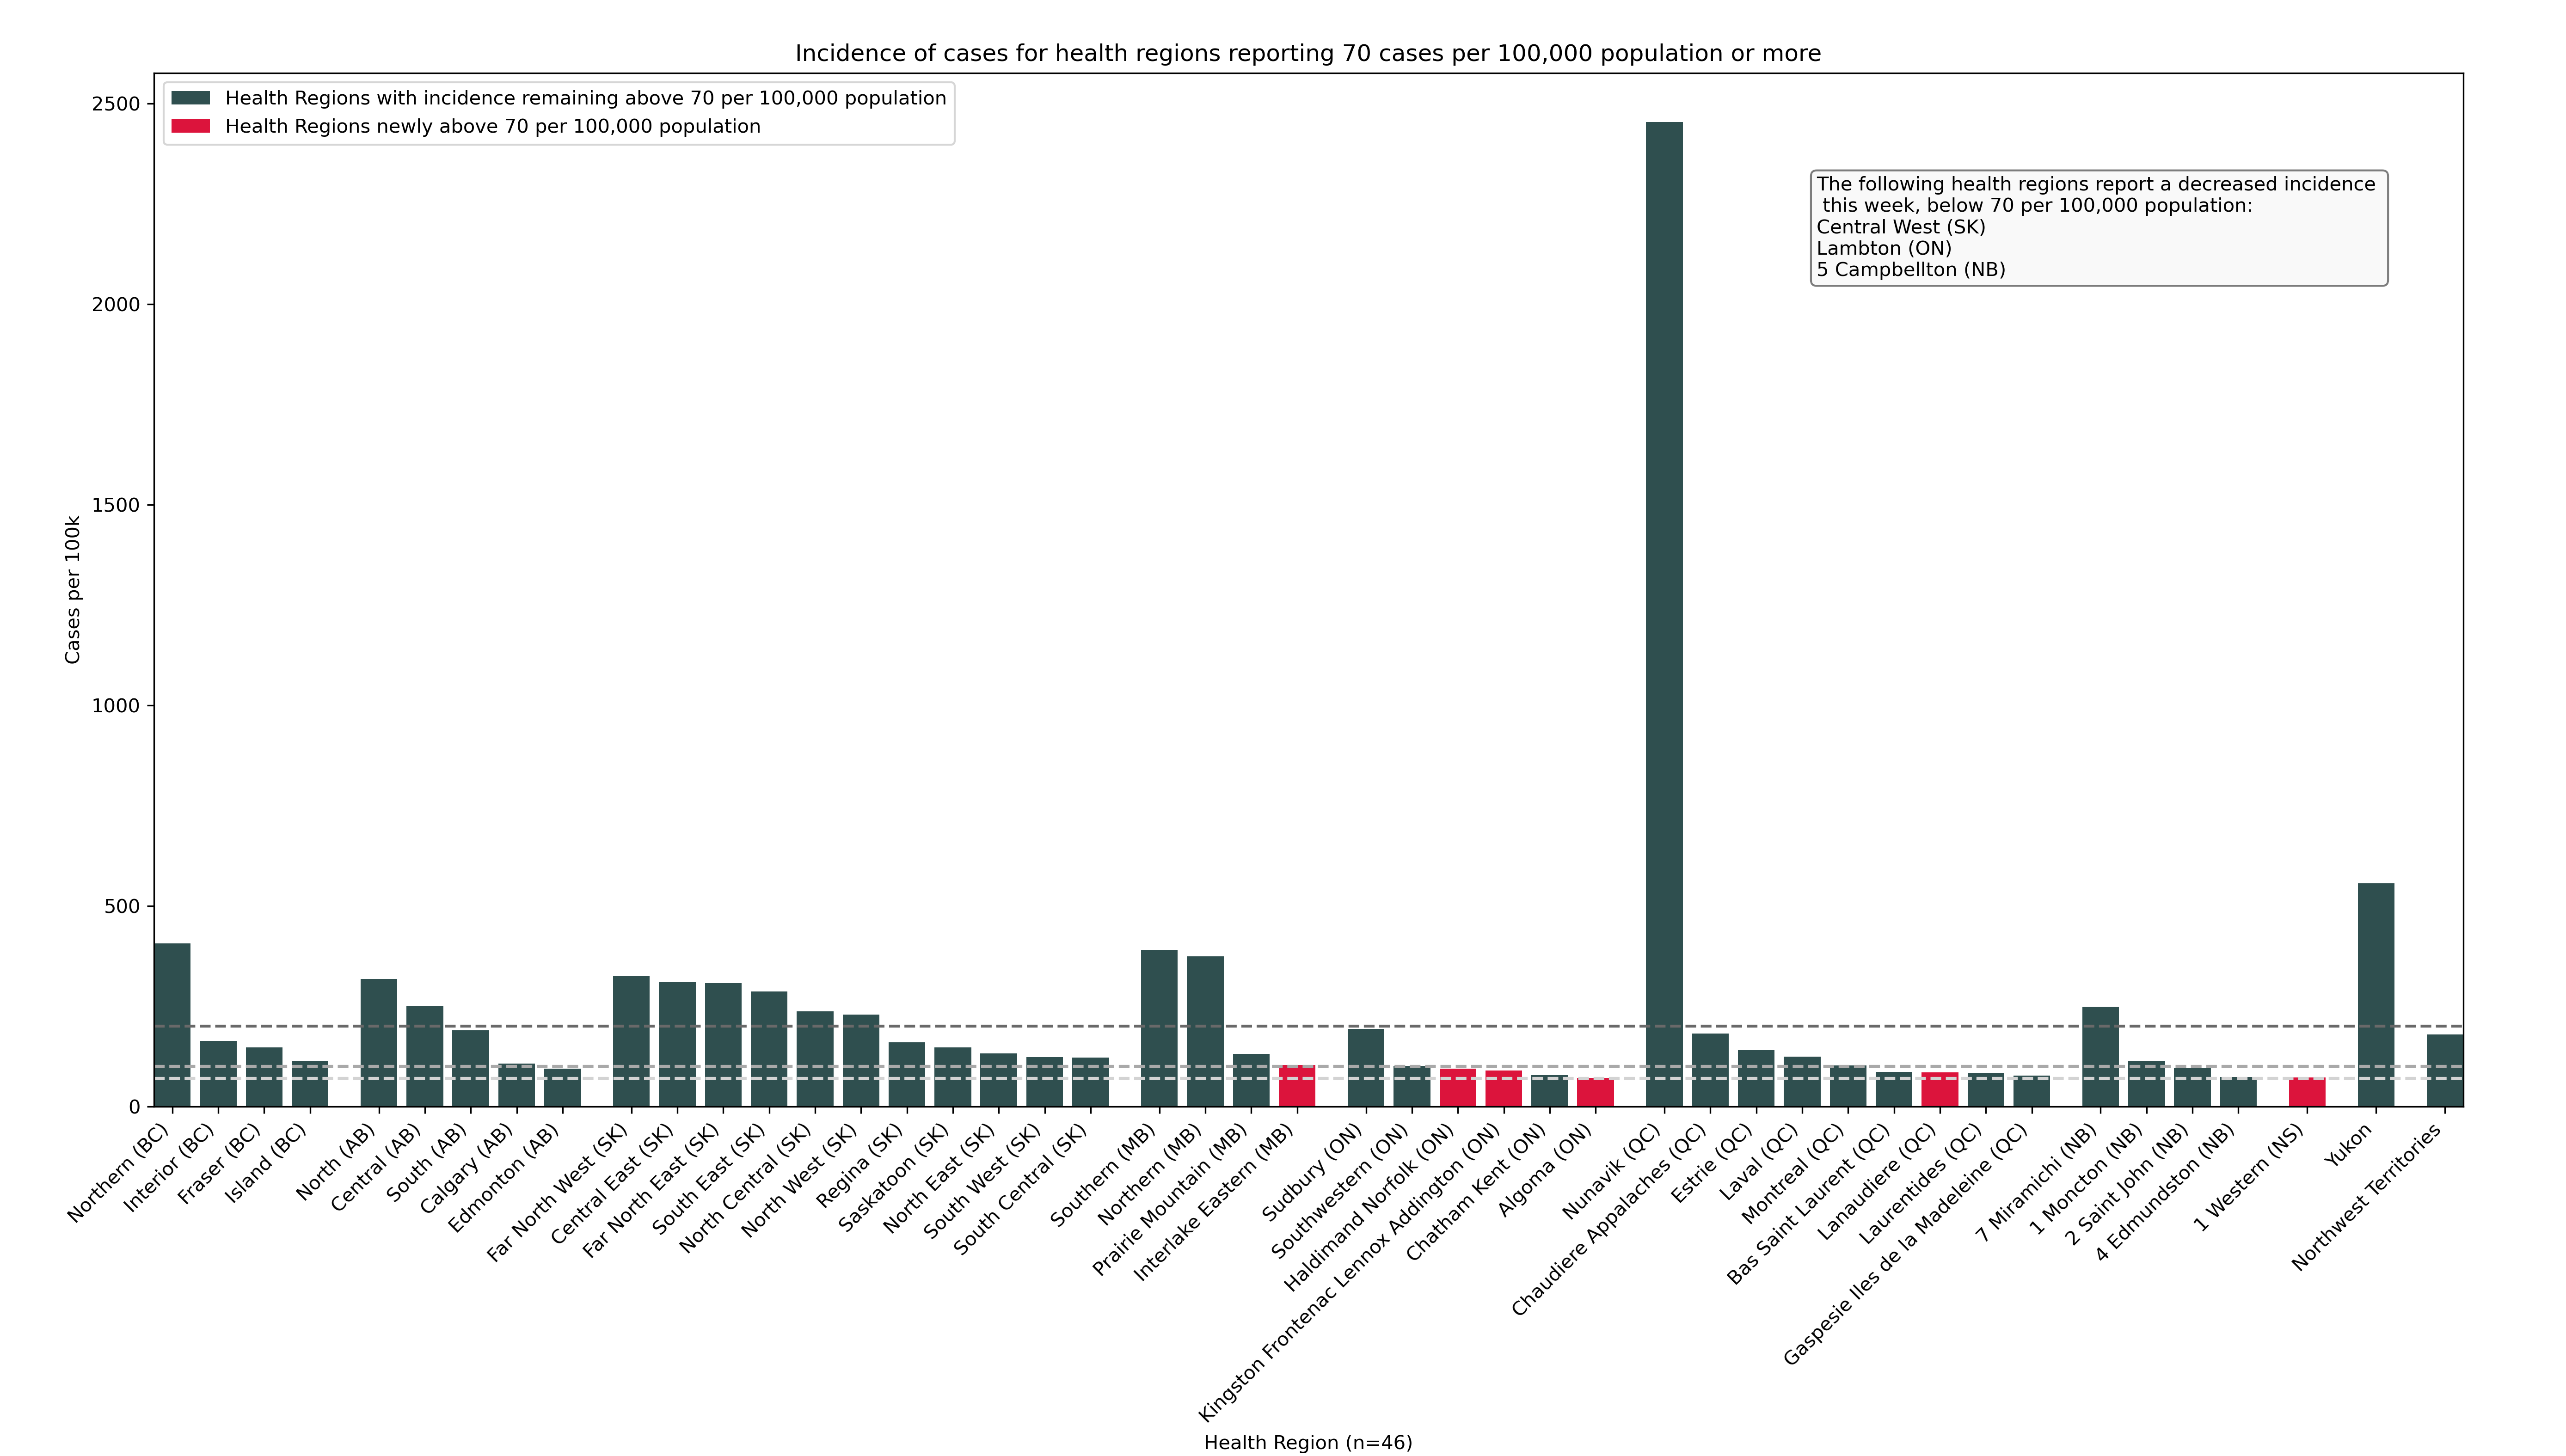 Incidence of cases for health regions reporting 70 cases per 100,000 population or more
Health Regions with incidence remaining above 70 per 100,000 population
Health Regions newly above 70 per 100,000 population
The following health regions report a decreased incidence
this week, below 70 per 100,000 population:
Central West (SK)
Lambton (ON)
5 Campbellton (NB)
Cases per 100k
2500
2000
1500
1000
500
0
Northern (BC)
Interior (BC)
Fraser (BC)
Island (BC)
North (AB)
Central (AB)
South (AB)
Calgary (AB)
Edmonton (AB)
Far North West (SK)
Central East (SK)
Far North East (SK)
South East (SK)
North Central (SK)
North West (SK)
Regina (SK)
Saskatoon (SK)
North East (SK)
South West (SK)
South Central (SK)
Southern (MB)
Northern (MB)
Prairie Mountain (MB)
Interlake Eastern (MB)
Sudbury (ON)
Southwestern (ON)
Haldimand Norfolk (ON)
Kingston Frontenac Lennox Addington (ON)
Chatham Kent (ON)
Algoma (ON)
Nunavik (QC)
Chaudiere Appalaches (QC)
Estrie (QC)
Laval (QC)
Montreal (QC)
Bas Saint Laurent (QC)
Lanaudiere (QC)
Laurentides (QC)
Gaspesie Iles de la Madeleine (QC)
7 Miramichi (NB)
1 Moncton (NB)
2 Saint John (NB)
4 Edmundston (NB)
1 Western (NS)
Yukon
Northwest Territories
Health Region (n=46)